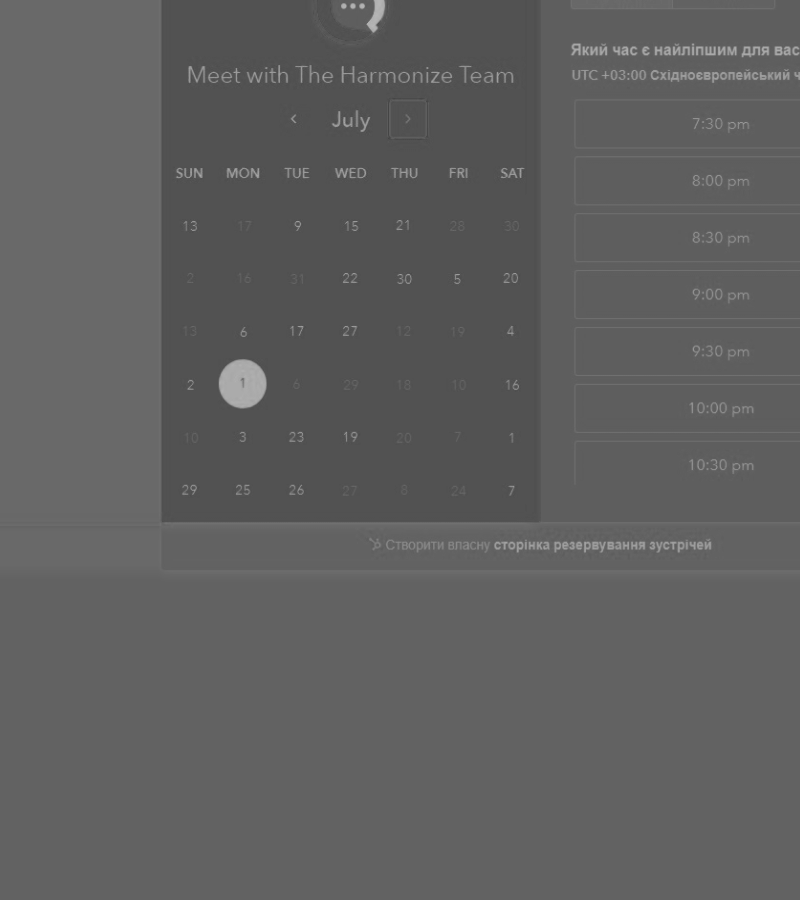 Meet with The Harmonize Team
July
SUN MON TUE WED THU FRI SAT
13 17 9 15 21 28 30
2 16 31 22 30 5 20
13 6 17 27 12 19 4
2 1 6 29 18 10 16
10 3 23 19 20 7 1
29 25 26 27 8 24 7
Який час є найліпшим для вас
UTC +03:00 Східноєвропейський ч
7:30 pm
8:00 pm
8:30 pm
9:00 pm
9:30 pm
10:00 pm
10:30 pm
Створити власну сторінка резервування зустрічей